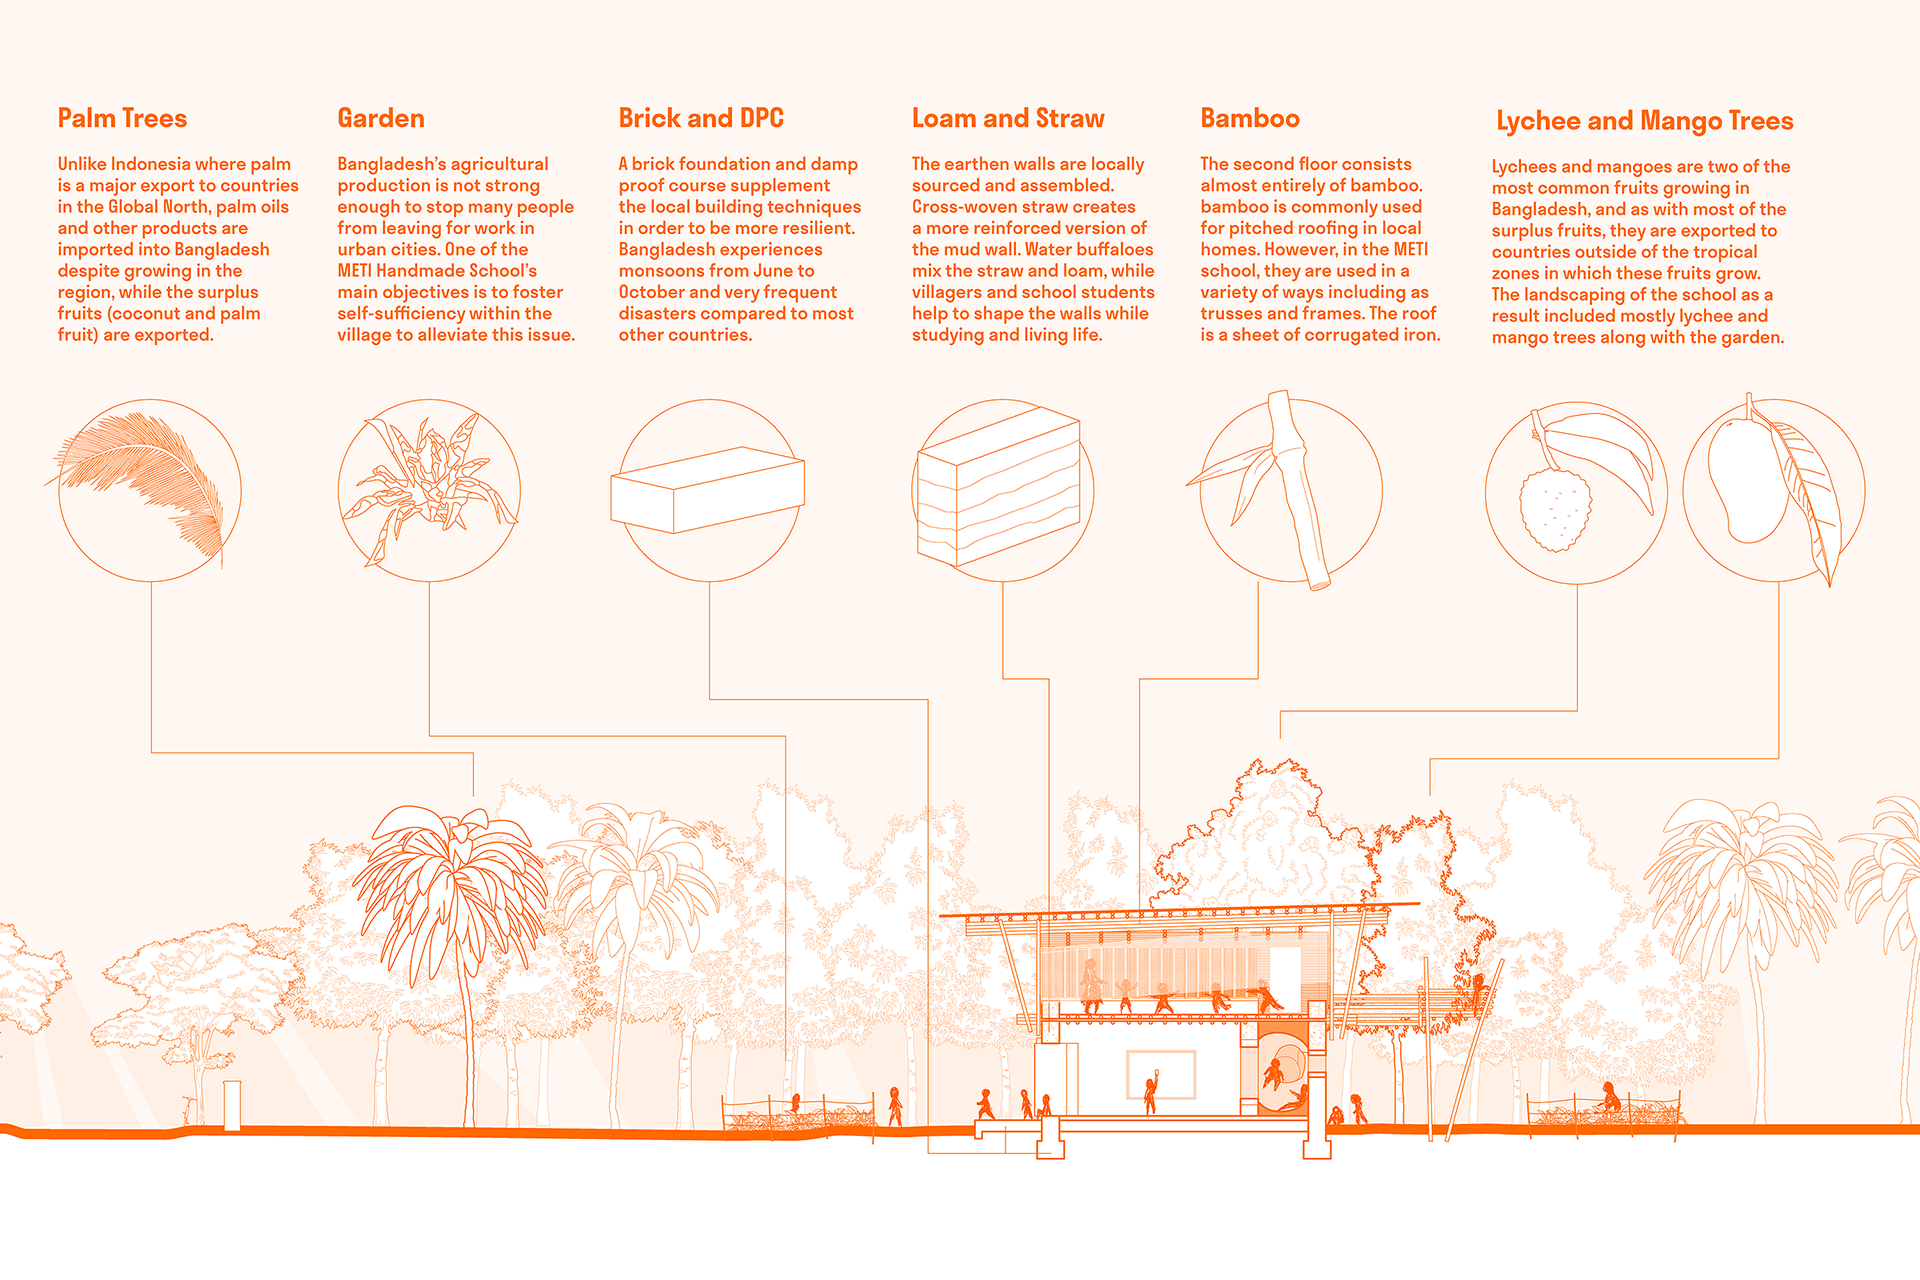 Palm Trees
Unlike Indonesia where palm
is a major export to countries
in the Global North, palm oils
and other products are
imported into Bangladesh
despite growing in the
region, while the surplus
fruits (coconut and palm
fruit) are exported.
Garden
Bangladesh's agricultural
production is not strong
enough to stop many people
from leaving for work in
urban cities. One of the
METI Handmade School's
main objectives is to foster
self-sufficiency within the
village to alleviate this issue.
Brick and DPC
A brick foundation and damp
proof course supplement
the local building techniques
in order to be more resilient.
Bangladesh experiences
monsoons from June to
October and very frequent
disasters compared to most
other countries.
Loam and Straw
The earthen walls are locally
sourced and assembled.
Cross-woven straw creates
a more reinforced version of
the mud wall. Water buffaloes
mix the straw and loam, while
villagers and school students
help to shape the walls while
studying and living life.
Bamboo
The second floor consists
almost entirely of bamboo.
bamboo is commonly used
for pitched roofing in local
homes. However, in the METI
school, they are used in a
variety of ways including as
trusses and frames. The roof
is a sheet of corrugated iron.
Lychee and Mango Trees
Lychees and mangoes are two of the
most common fruits growing in
Bangladesh, and as with most of the
surplus fruits, they are exported to
countries outside of the tropical
zones in which these fruits grow.
The landscaping of the school as a
result included mostly lychee and
mango trees along with the garden.